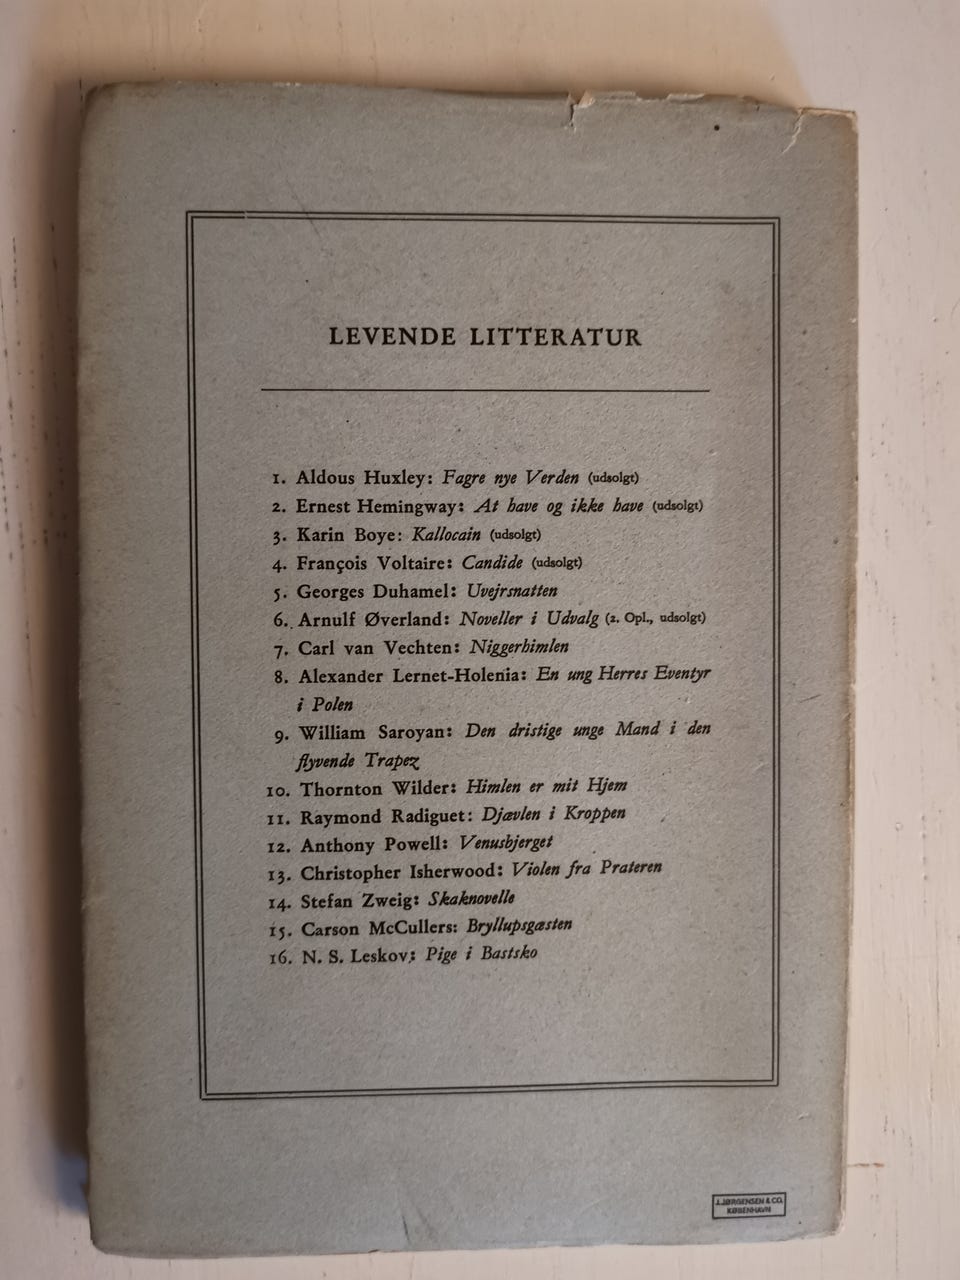 LEVENDE LITTERATUR
1. Aldous Huxley: Fagre nye Verden (udsolgt)
2. Ernest Hemingway: At have og ikke have (udsolgt)
3. Karin Boye: Kallocain (udsolgt)
4. François Voltaire: Candide (udsolgt)
5. Georges Duhamel: Uvejrsnatten
6. Arnulf Øverland: Noveller i Udvalg (2. Opl., udsolgt)
7. Carl van Vechten: Niggerhimlen
8. Alexander Lernet-Holenia: En ung Herres Eventyr
i Polen
9. William Saroyan: Den dristige unge Mand i den
flyvende Trapez
10. Thornton Wilder: Himlen er mit Hjem
11. Raymond Radiguet: Djævlen i Kroppen
12. Anthony Powell: Venusbjerget
13. Christopher Isherwood: Violen fra Prateren
14. Stefan Zweig: Skaknovelle
15. Carson McCullers: Bryllupsgæsten
16. N. S. Leskov: Pige i Bastsko
J. JØRGENSEN & CO.
KØBENHAVN